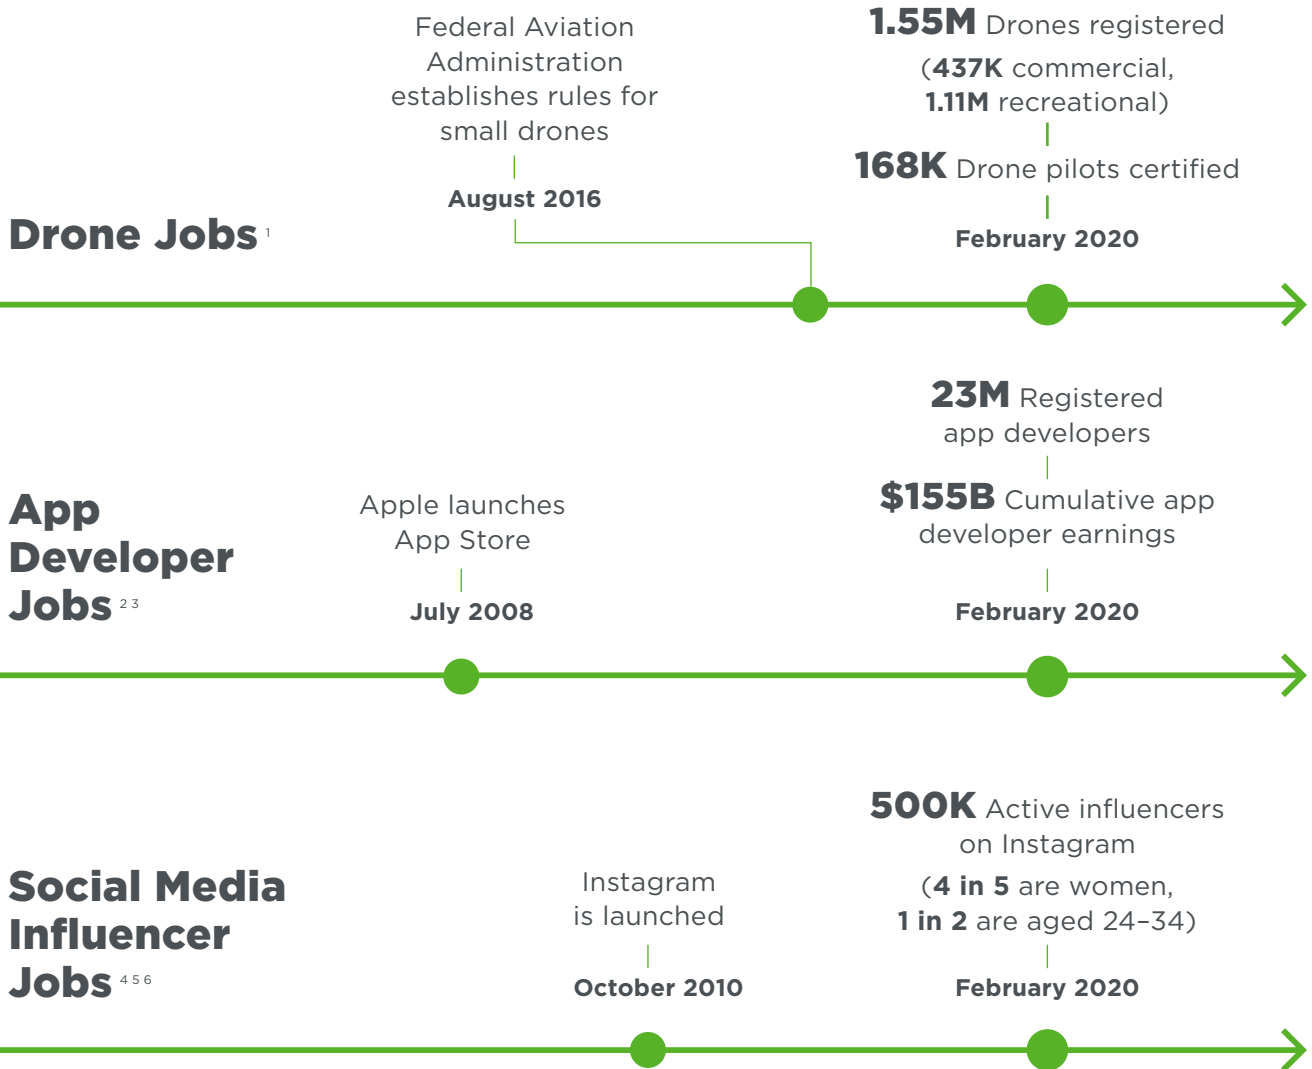 Federal Aviation
Administration
establishes rules for
small drones
August 2016
1.55M Drones registered
(437K commercial,
1.11M recreational)
168K Drone pilots certified
February 2020
Drone Jobs 1
23M Registered
app developers
$155B Cumulative app
developer earnings
February 2020
Apple launches
App Store
July 2008
App
Developer
Jobs 2 3
500K Active influencers
on Instagram
(4 in 5 are women,
1 in 2 are aged 24–34)
February 2020
Instagram
is launched
October 2010
Social Media
Influencer
Jobs 4 5 6